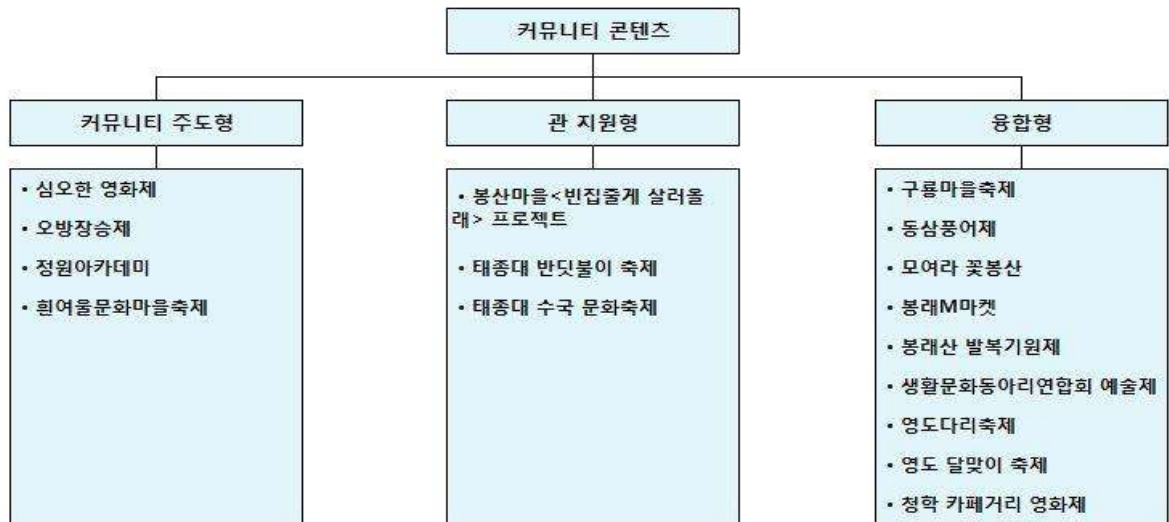 커뮤니티 콘텐츠
커뮤니티 주도형
• 심오한 영화제
• 오방장승제
• 정원아카데미
• 흰여울문화마을축제
관 지원형
• 봉산마을<빈집줄게 살러올
래> 프로젝트
• 태종대 반딧불이 축제
• 태종대 수국 문화축제
융합형
• 구룡마을축제
• 동삼풍어제
• 모여라 꽃봉산
• 봉래M마켓
• 봉래산 발복기원제
• 생활문화동아리연합회 예술제
• 영도다리축제
• 영도 달맞이 축제
• 청학 카페거리 영화제